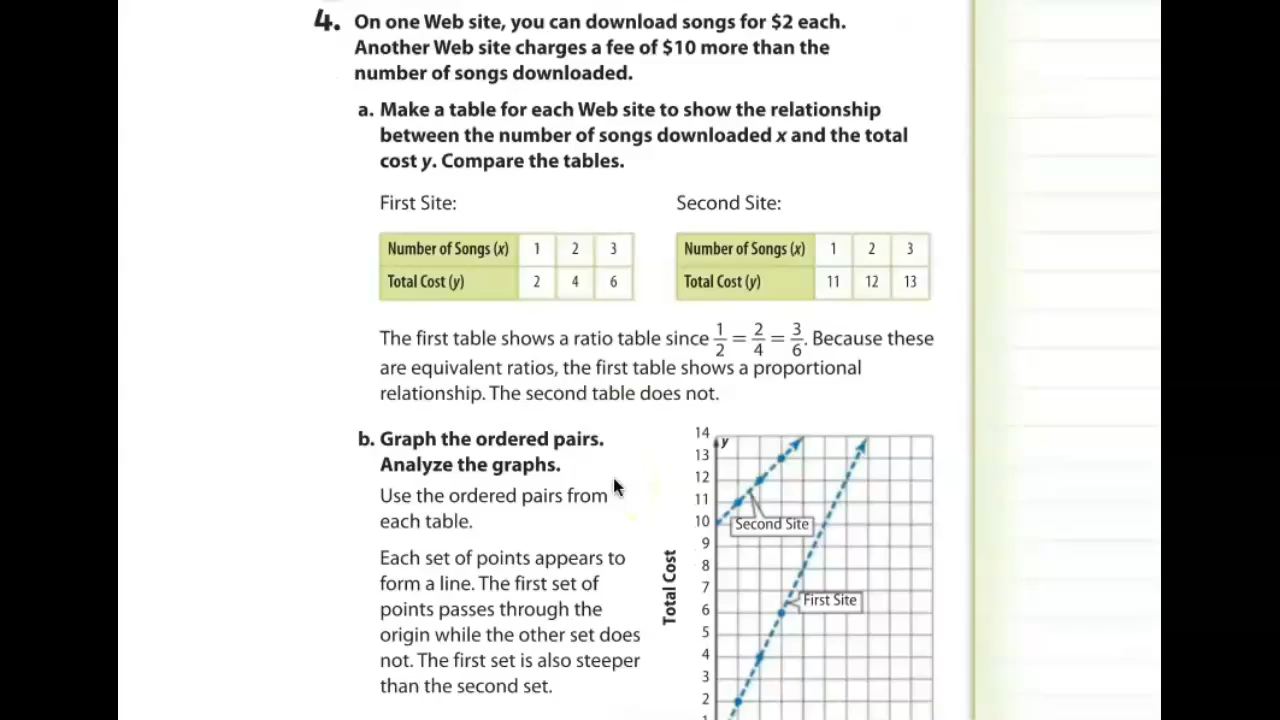 4. On one Web site, you can download songs for $2 each.
Another Web site charges a fee of $10 more than the
number of songs downloaded.
a. Make a table for each Web site to show the relationship
between the number of songs downloaded x and the total
cost y. Compare the tables.
First Site:
Number of Songs (x) 1 2 3
Total Cost (y) 2 4 6
Second Site:
Number of Songs (x) 1 2 3
Total Cost (y) 11 12 13
The first table shows a ratio table since 1/2 = 2/4 = 3/6. Because these
are equivalent ratios, the first table shows a proportional
relationship. The second table does not.
b. Graph the ordered pairs.
Analyze the graphs.
Use the ordered pairs from
each table.
Each set of points appears to
form a line. The first set of
points passes through the
origin while the other set does
not. The first set is also steeper
than the second set.
Total Cost
y
14
13
12
11
10
9
8
7
6
5
4
3
2
Second Site
First Site